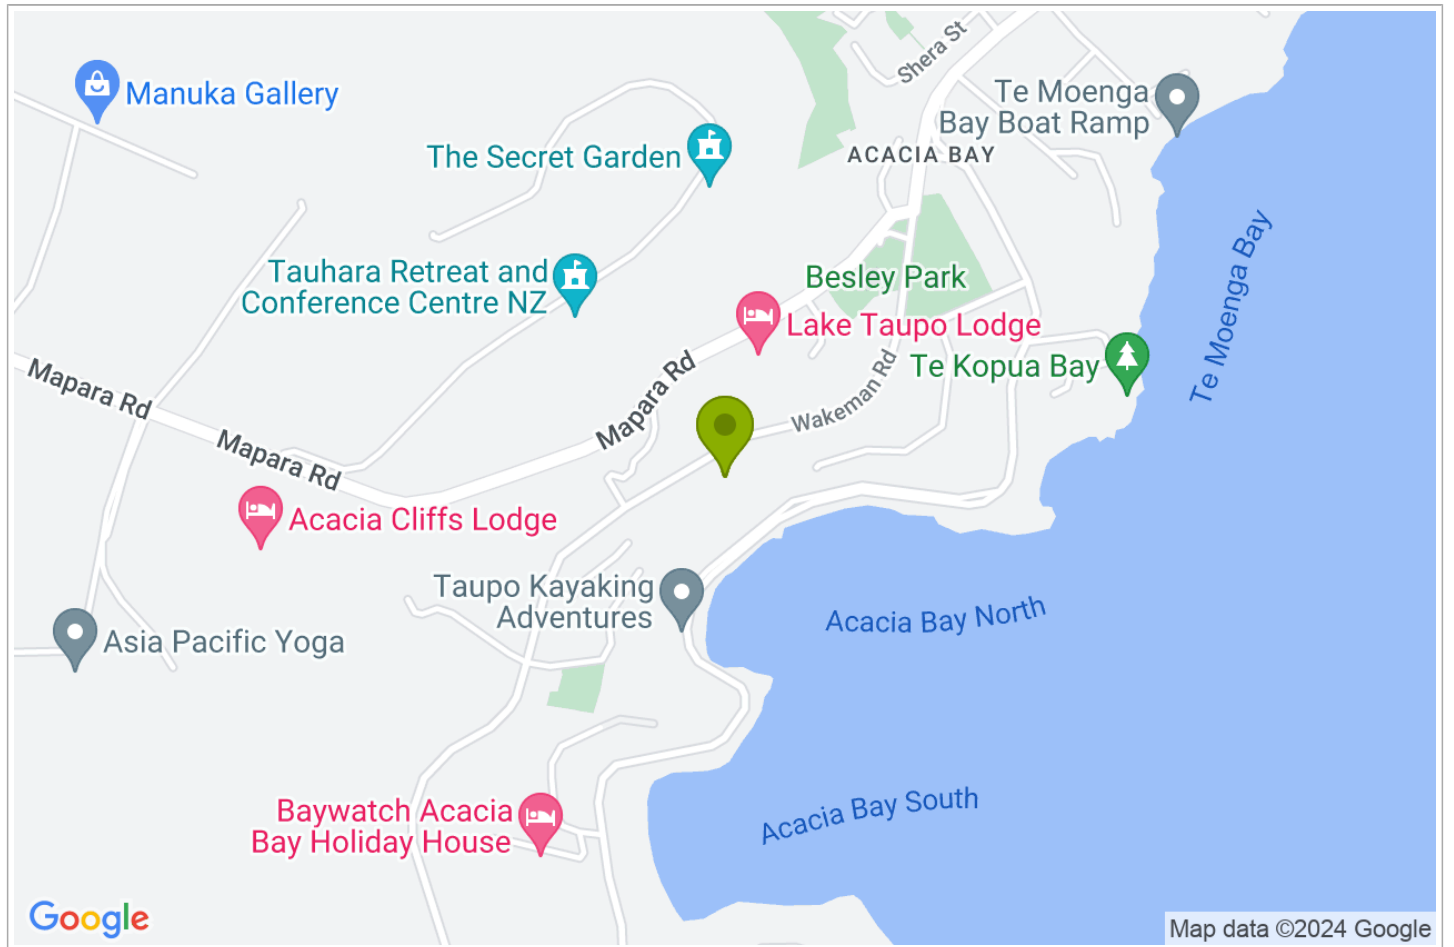 Shera St
Manuka Gallery
Te Moenga
Bay Boat Ramp
The Secret Garden
ACACIA BAY
Te Moenga Bay
Tauhara Retreat and
Conference Centre NZ
Besley Park
Lake Taupo Lodge
Te Kopua Bay
Mapara Rd
Mapara Rd
Wakeman Rd
Mapara Rd
Acacia Cliffs Lodge
Taupo Kayaking
Adventures
Acacia Bay North
Asia Pacific Yoga
Baywatch Acacia
Bay Holiday House
Acacia Bay South
Google
Map data ©2024 Google